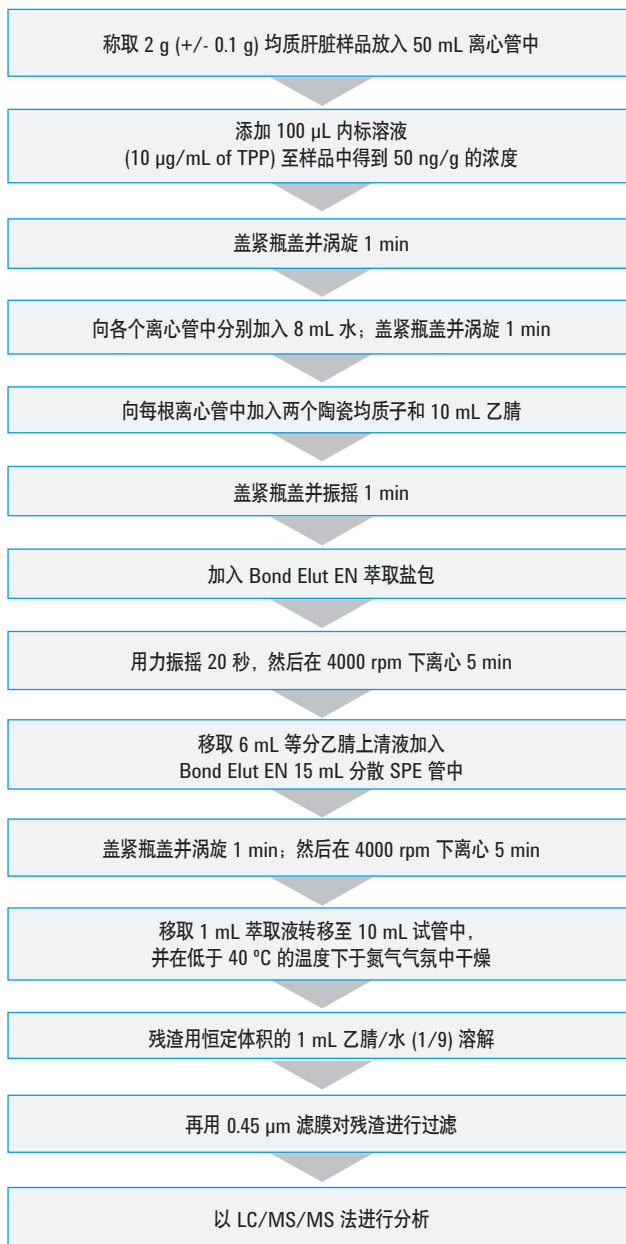 称取 2 g (+/- 0.1 g) 均质肝脏样品放入 50 mL 离心管中
添加 100 μL 内标溶液
(10 μg/mL of TPP) 至样品中得到 50 ng/g 的浓度
盖紧瓶盖并涡旋 1 min
向各个离心管中分别加入 8 mL 水；盖紧瓶盖并涡旋 1 min
向每根离心管中加入两个陶瓷均质子和 10 mL 乙腈
盖紧瓶盖并振摇 1 min
加入 Bond Elut EN 萃取盐包
用力振摇 20 秒，然后在 4000 rpm 下离心 5 min
移取 6 mL 等分乙腈上清液加入
Bond Elut EN 15 mL 分散 SPE 管中
盖紧瓶盖并涡旋 1 min；然后在 4000 rpm 下离心 5 min
移取 1 mL 萃取液转移至 10 mL 试管中，
并在低于 40 ºC 的温度下于氮气气氛中干燥
残渣用恒定体积的 1 mL 乙腈/水 (1/9) 溶解
再用 0.45 μm 滤膜对残渣进行过滤
以 LC/MS/MS 法进行分析